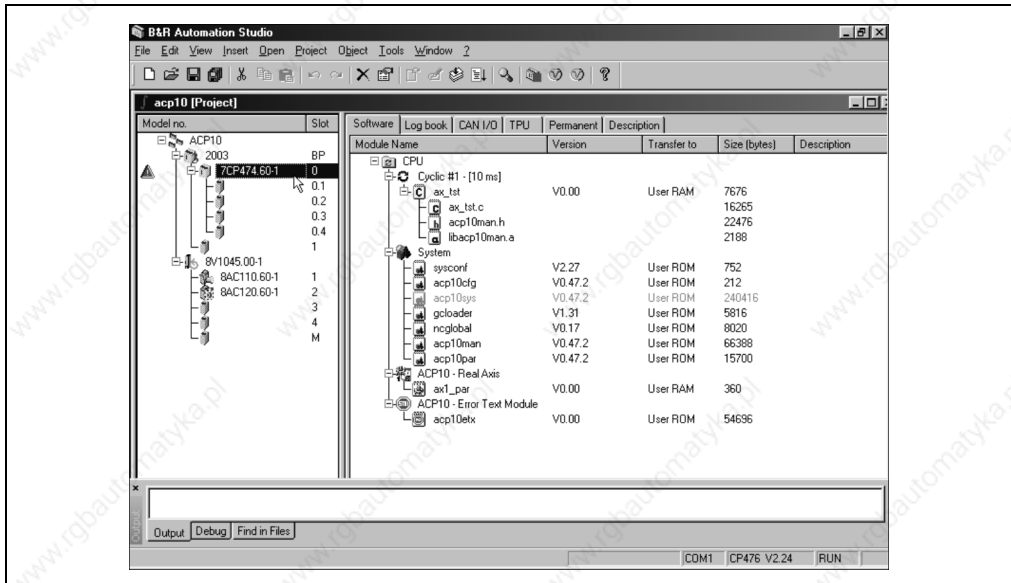 B&R Automation Studio
File Edit View Insert Open Project Object Tools Window ?
acp10 [Project]
Model no. Slot
ACP10
2003 BP
7CP474.60-1 0
0.1
0.2
0.3
0.4
1
8V1045.00-1
8AC110.60-1 1
8AC120.60-1 2
3
4
M
Software Log book CAN I/O TPU Permanent Description
Module Name Version Transfer to Size (bytes) Description
CPU
Cyclic #1 - [10 ms]
ax_tst V0.00 User RAM 7676
ax_tst.c 16265
acp10man.h 22476
libacp10man.a 2188
System
sysconf V2.27 User ROM 752
acp10cfg V0.47.2 User ROM 212
acp10sys V0.47.2 User ROM 240416
gcloader V1.31 User ROM 5816
ncglobal V0.17 User ROM 8020
acp10man V0.47.2 User ROM 66388
acp10par V0.47.2 User ROM 15700
ACP10 - Real Axis
ax1_par V0.00 User RAM 360
ACP10 - Error Text Module
acp10etx V0.00 User ROM 54696
Output
Output Debug Find in Files
COM1 CP476 V2.24 RUN
www.rgbautomatyka.pl